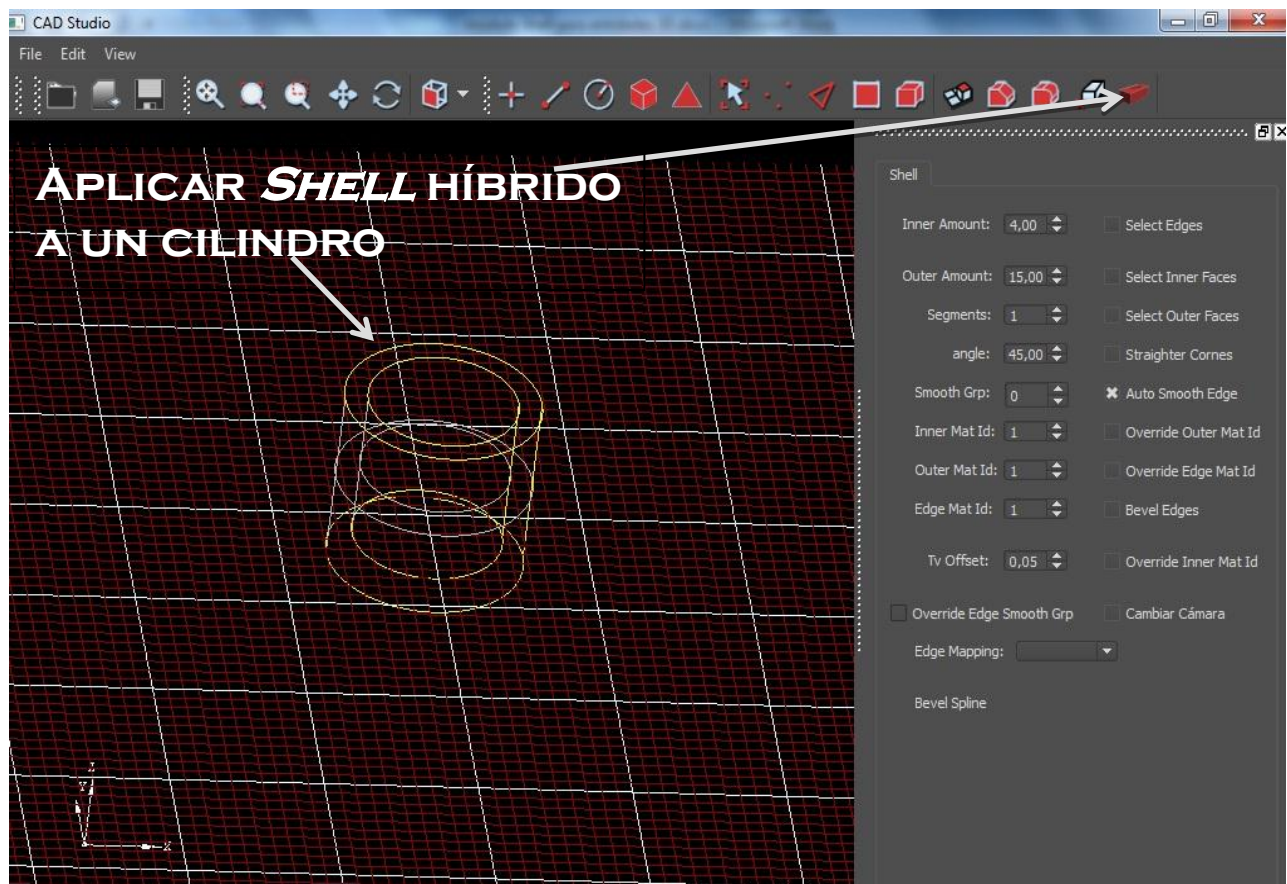 CAD Studio
File Edit View
APLICAR SHELL HÍBRIDO
A UN CILINDRO
Shell
Inner Amount: 4,00 Select Edges
Outer Amount: 15,00 Select Inner Faces
Segments: 1 Select Outer Faces
angle: 45,00 Straighter Cornes
Smooth Grp: 0 Auto Smooth Edge
Inner Mat Id: 1 Override Outer Mat Id
Outer Mat Id: 1 Override Edge Mat Id
Edge Mat Id: 1 Bevel Edges
Tv Offset: 0,05 Override Inner Mat Id
Override Edge Smooth Grp Cambiar Cámara
Edge Mapping:
Bevel Spline
Z
Y
X